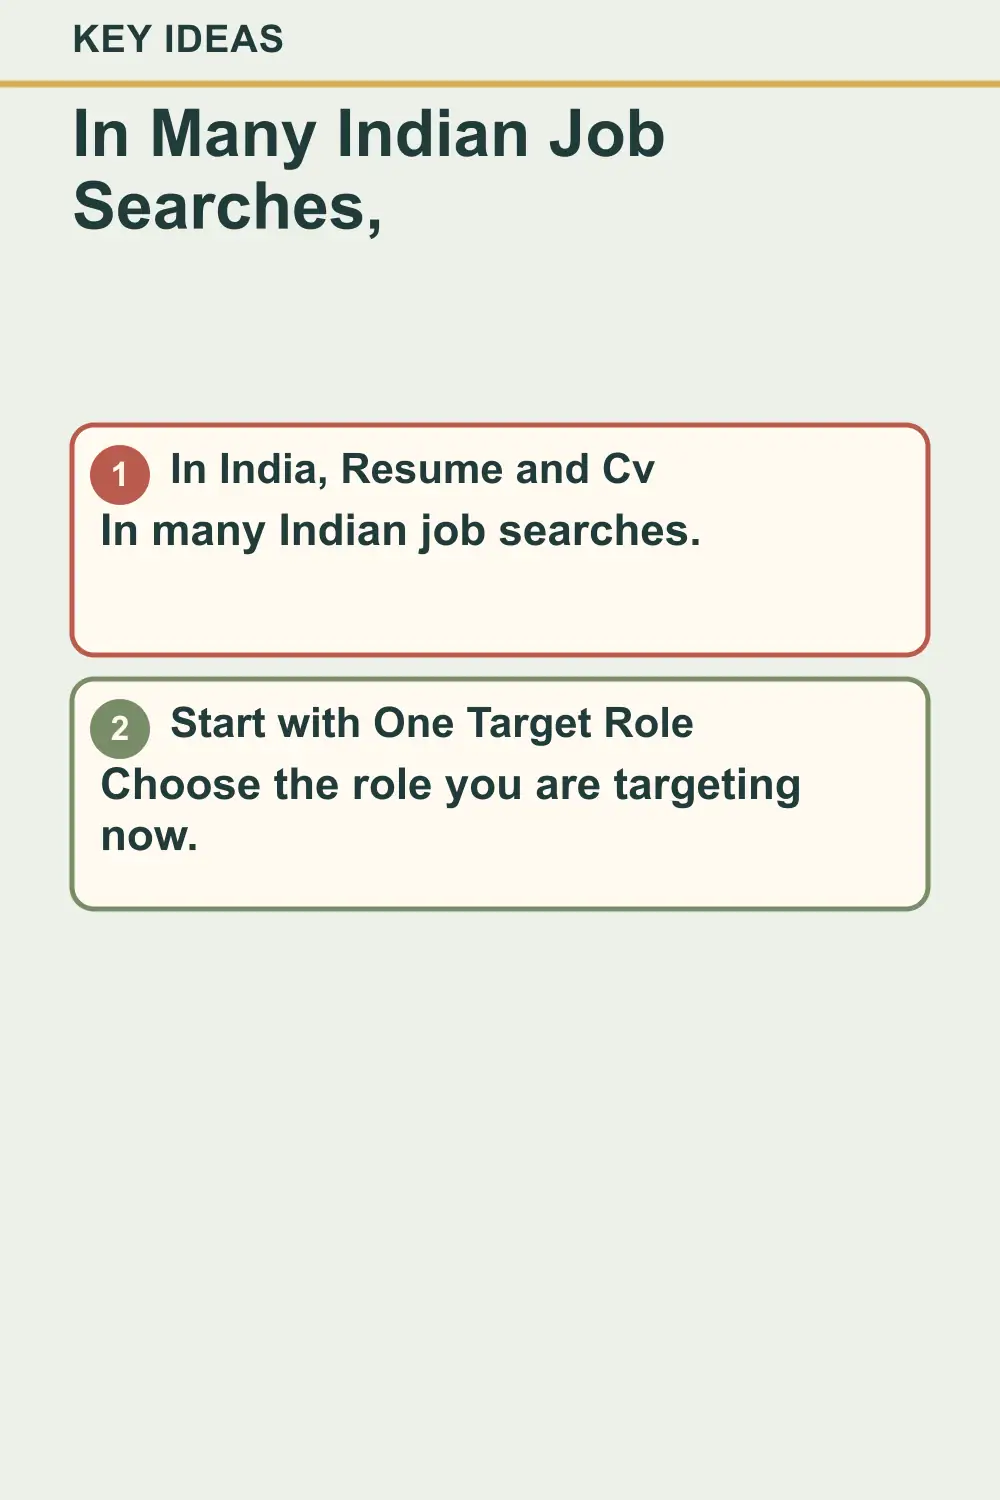 KEY IDEAS
In Many Indian Job
Searches,
1 In India, Resume and Cv
In many Indian job searches.
2 Start with One Target Role
Choose the role you are targeting
now.